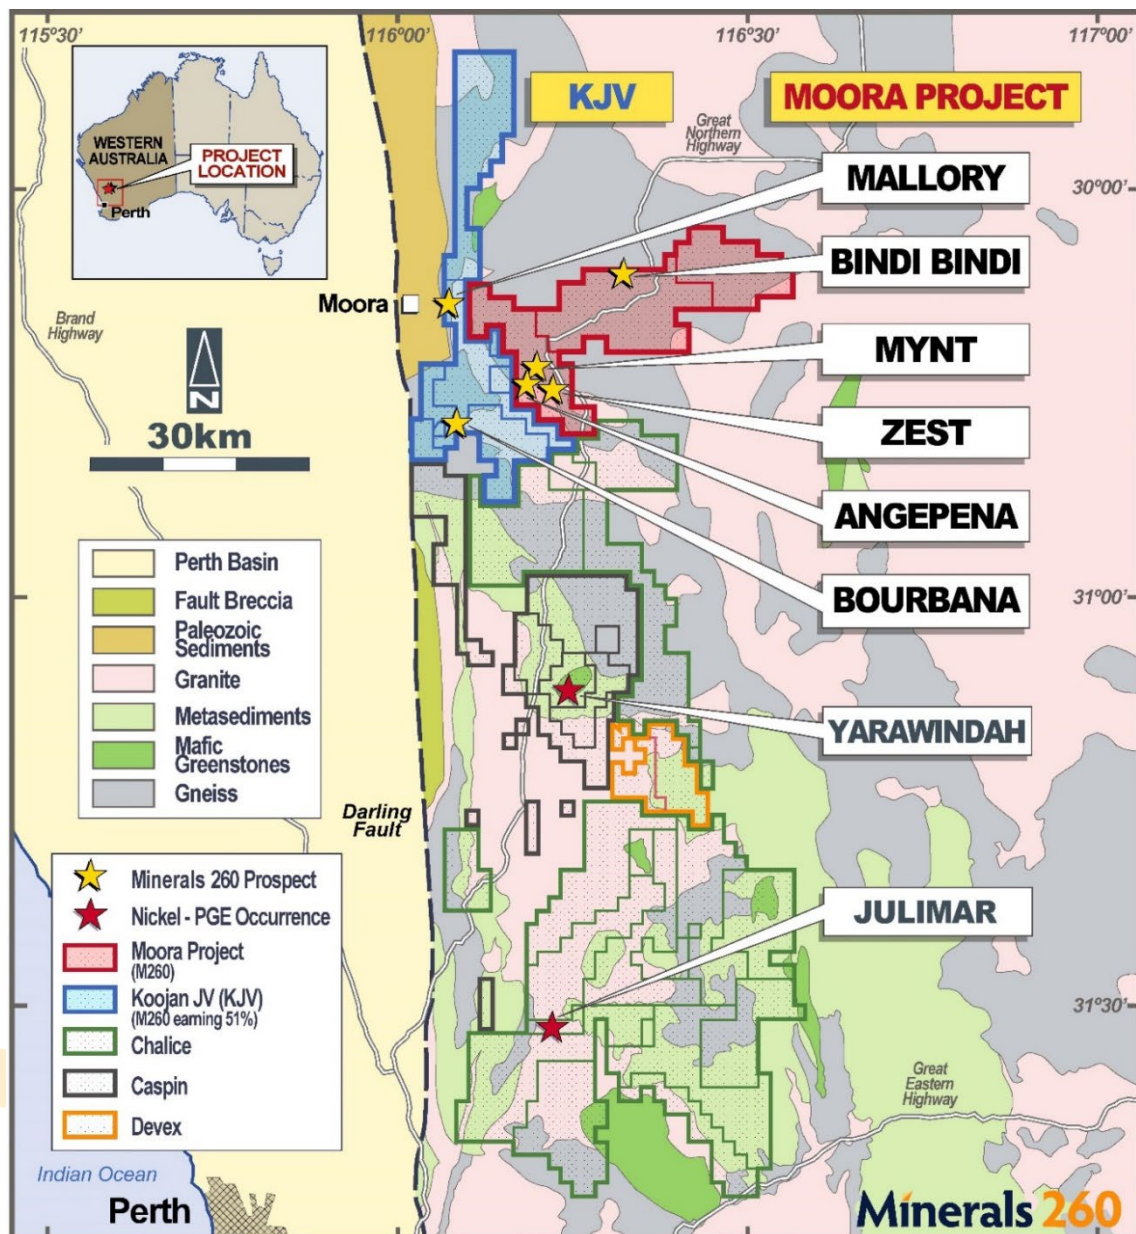 115°30'
116°00'
116°30'
117°00'
WESTERN
AUSTRALIA
PROJECT
LOCATION
Perth
KJV
MOORA PROJECT
Great
Northern
Highway
30°00'
MALLORY
BINDI BINDI
Moora
Brand
Highway
MYNT
N
30km
ZEST
ANGEPENA
BOURBANA
31°00'
Perth Basin
Fault Breccia
Paleozoic
Sediments
Granite
Metasediments
Mafic
Greenstones
Gneiss
YARAWINDAH
Darling
Fault
Minerals 260 Prospect
Nickel - PGE Occurrence
Moora Project
(M260)
Koojan JV (KJV)
(M260 earning 51%)
Chalice
Caspin
Devex
JULIMAR
31°30'
Great
Eastern
Highway
Indian Ocean
Perth
Minerals 260